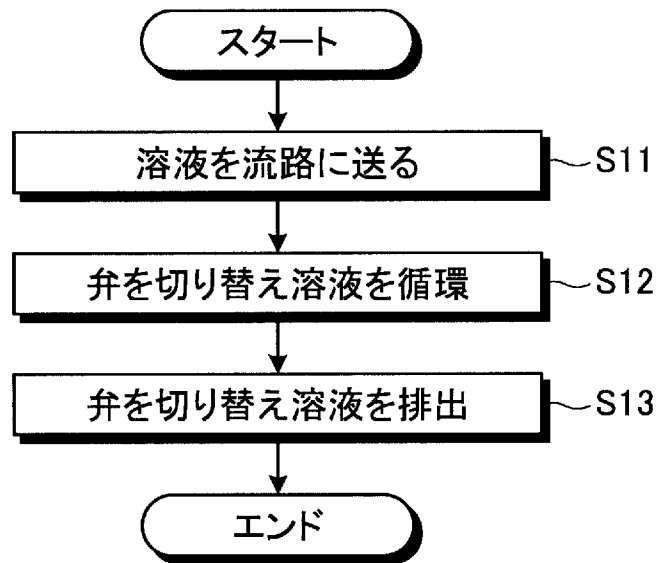 スタート
溶液を流路に送る
S11
弁を切り替え溶液を循環
S12
弁を切り替え溶液を排出
S13
エンド